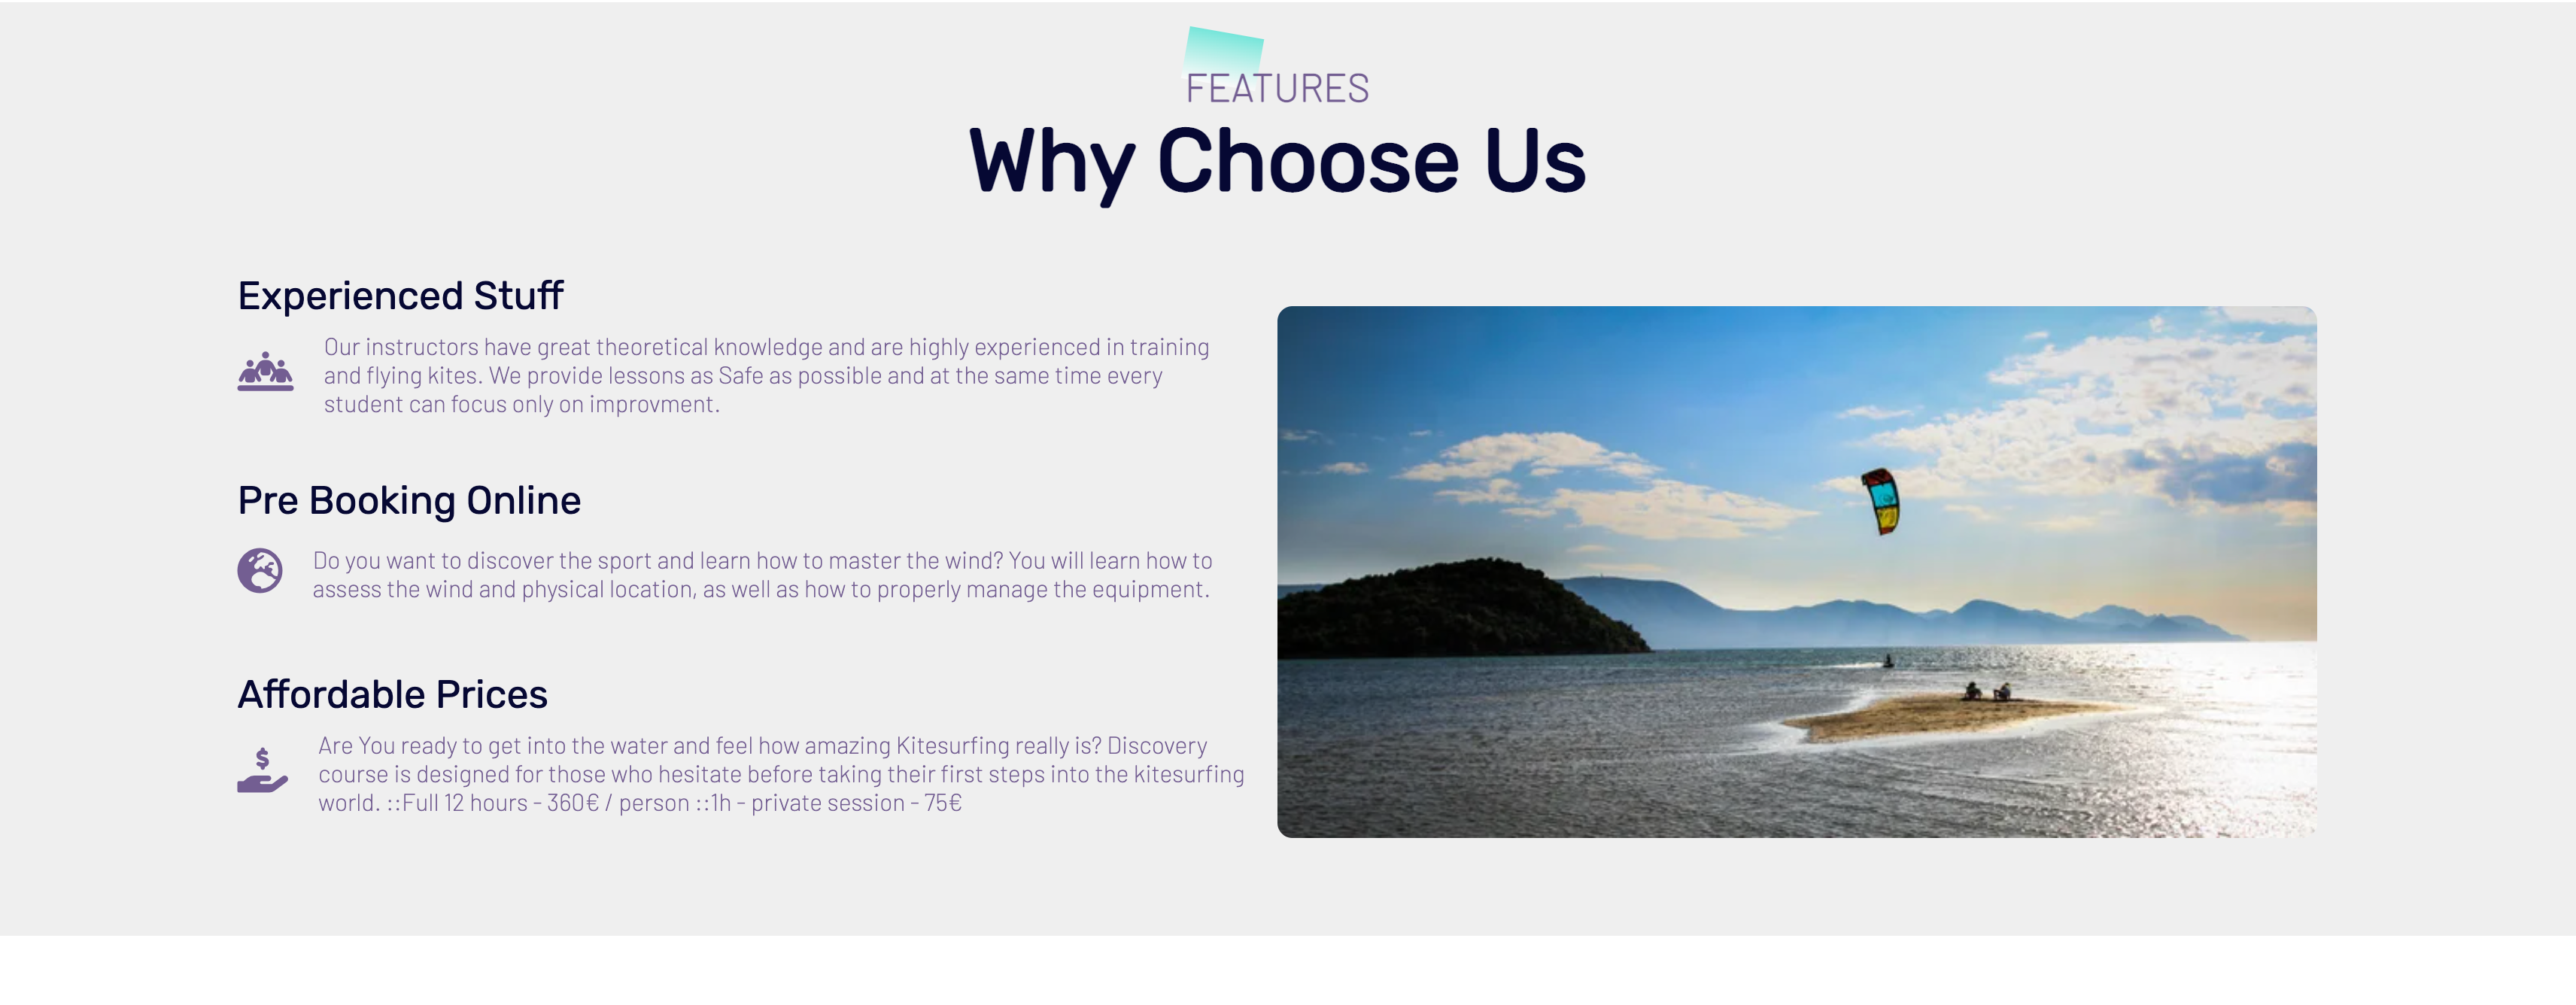 FEATURES
Why Choose Us
Experienced Stuff
Our instructors have great theoretical knowledge and are highly experienced in training
and flying kites. We provide lessons as Safe as possible and at the same time every
student can focus only on improvment.
Pre Booking Online
Do you want to discover the sport and learn how to master the wind? You will learn how to
assess the wind and physical location, as well as how to properly manage the equipment.
Affordable Prices
Are You ready to get into the water and feel how amazing Kitesurfing really is? Discovery
course is designed for those who hesitate before taking their first steps into the kitesurfing
world. ::Full 12 hours - 360€ / person ::1h - private session - 75€